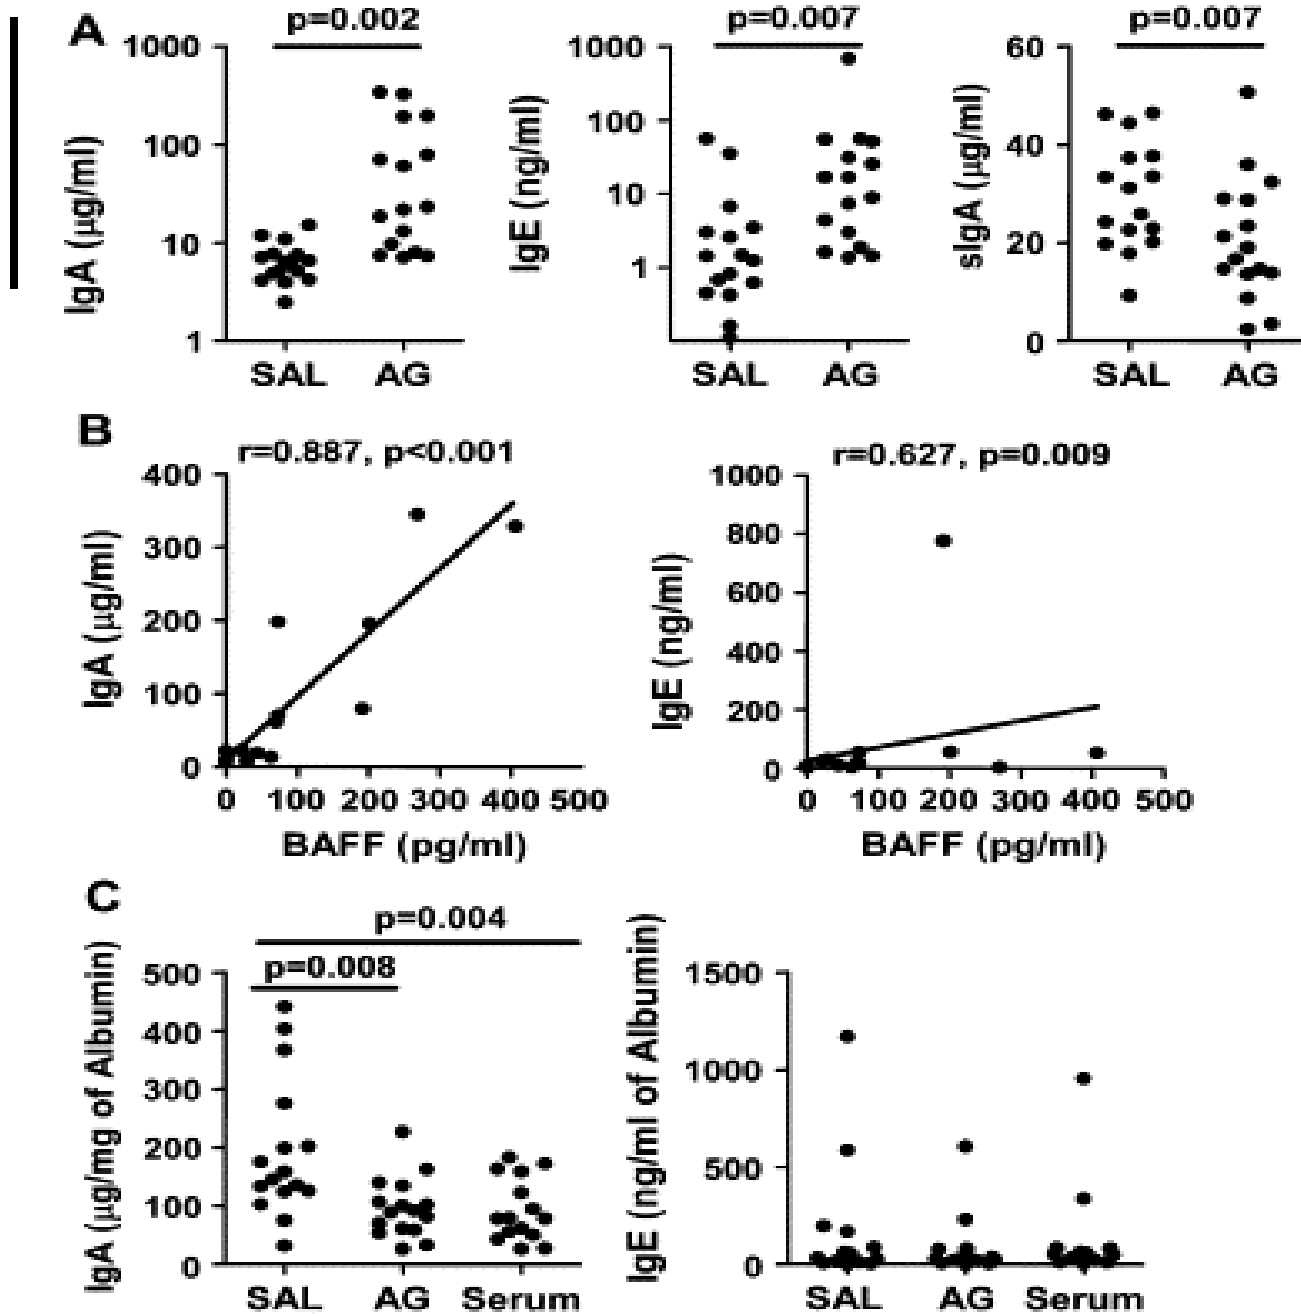 A
p=0.002
p=0.007
p=0.007
IgA (µg/ml)
1000
100
10
1
SAL AG
IgE (ng/ml)
1000
100
10
1
SAL AG
sIgA (µg/ml)
60
40
20
0
SAL AG
B
r=0.887, p<0.001
IgA (µg/ml)
400
300
200
100
0
0 100 200 300 400 500
BAFF (pg/ml)
r=0.627, p=0.009
IgE (ng/ml)
1000
800
600
400
200
0
0 100 200 300 400 500
BAFF (pg/ml)
C
p=0.004
p=0.008
IgA (µg/mg of Albumin)
500
400
300
200
100
0
SAL AG Serum
IgE (ng/ml of Albumin)
1500
1000
500
0
SAL AG Serum